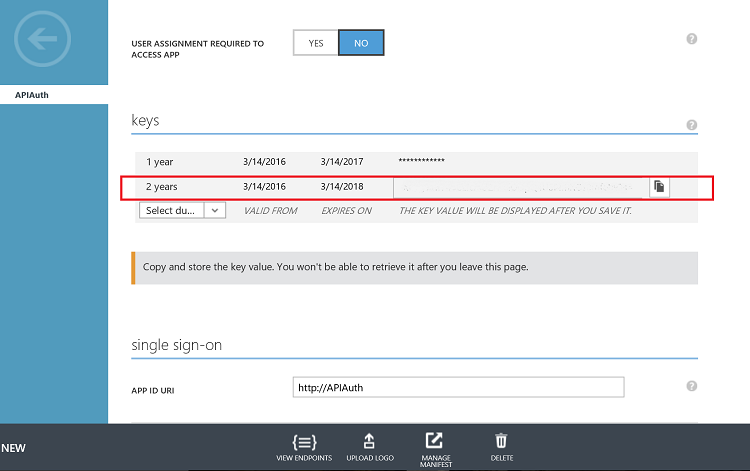 USER ASSIGNMENT REQUIRED TO
ACCESS APP
YES
NO
?
APIAuth
keys
?
1 year 3/14/2016 3/14/2017 ************
2 years 3/14/2016 3/14/2018
Select du... VALID FROM EXPIRES ON THE KEY VALUE WILL BE DISPLAYED AFTER YOU SAVE IT.
Copy and store the key value. You won't be able to retrieve it after you leave this page.
single sign-on
APP ID URI
http://APIAuth
?
NEW
VIEW ENDPOINTS
UPLOAD LOGO
MANAGE
MANIFEST
DELETE